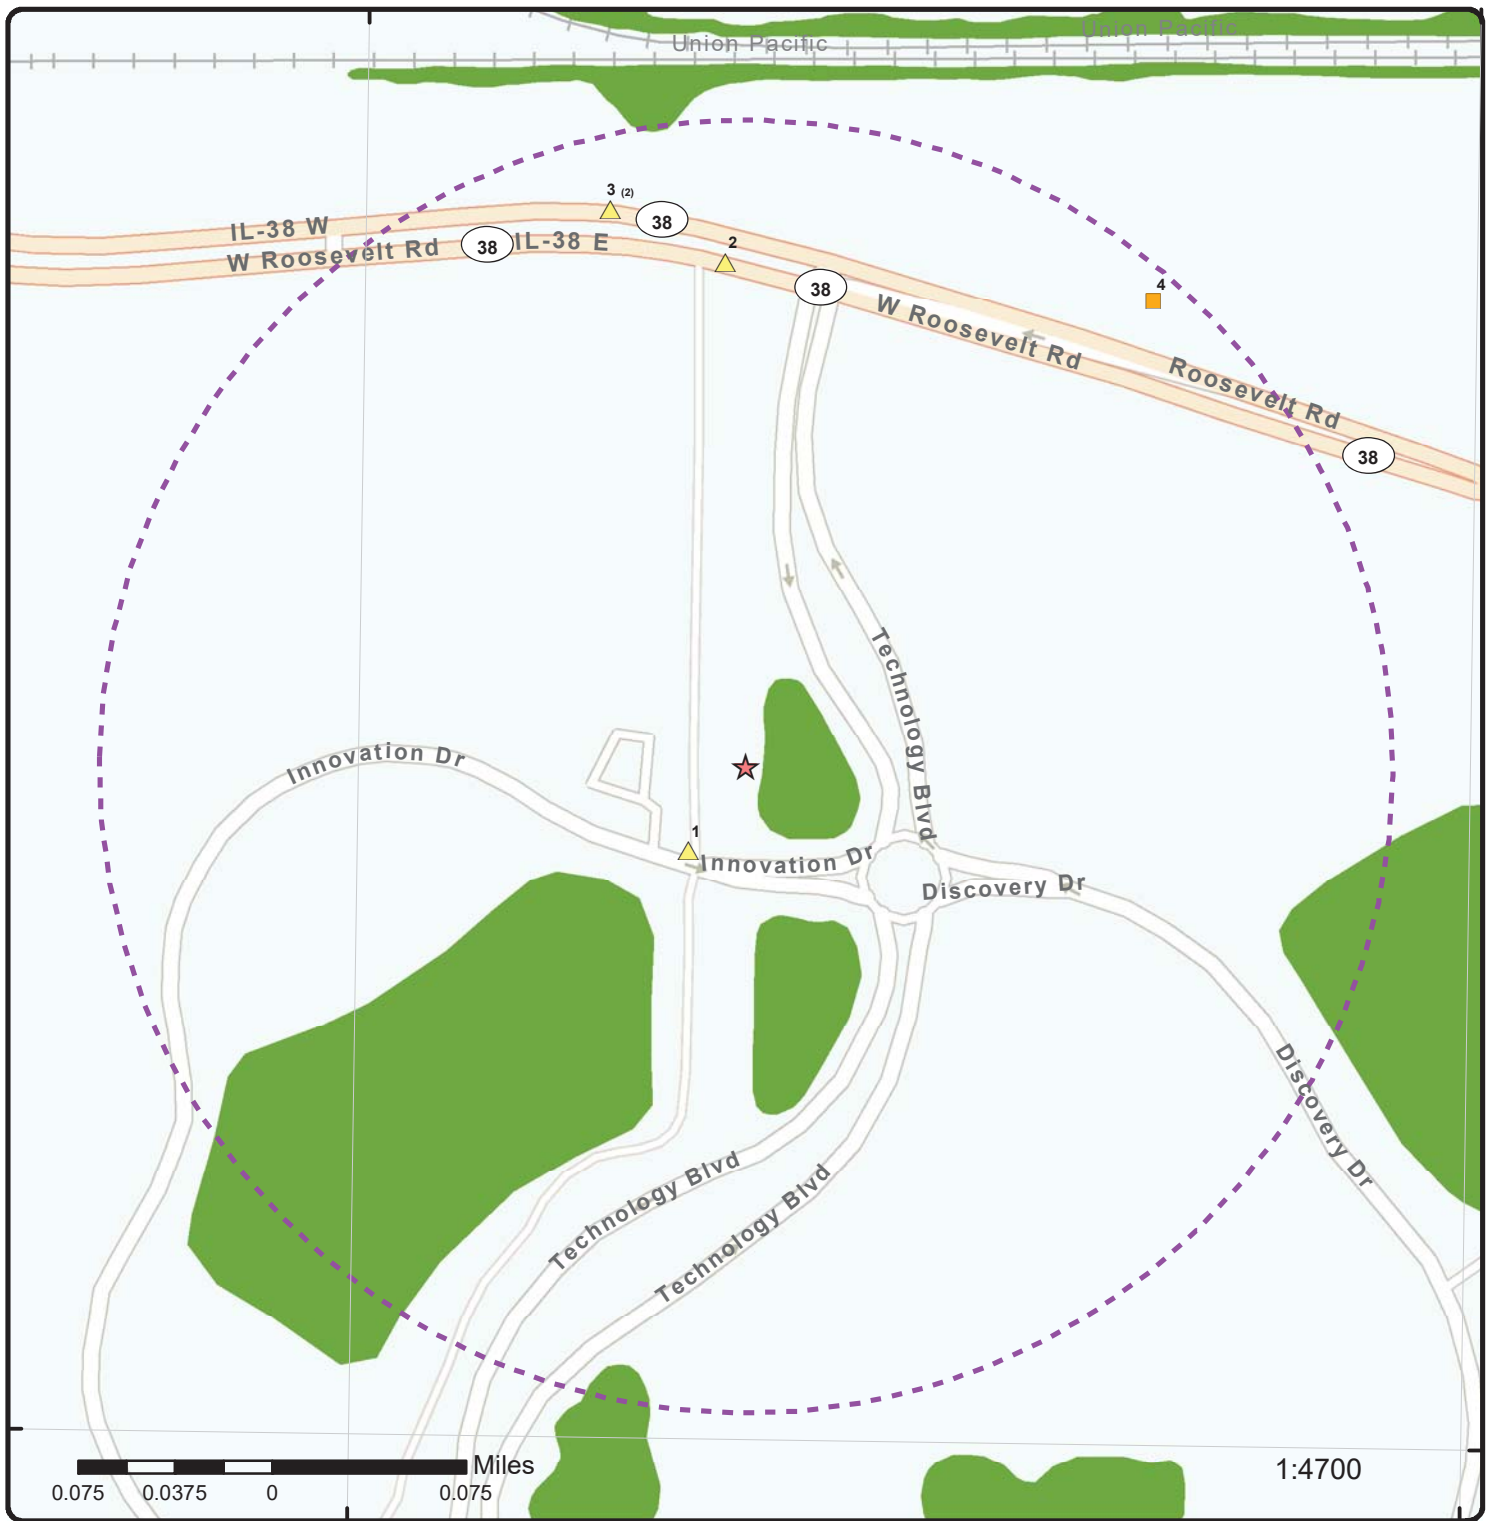 Union Pacific
Union Pacific
3 (2)
IL-38 W
38
38
IL-38 E
W Roosevelt Rd
2
38
4
W Roosevelt Rd
Roosevelt Rd
38
Technology Blvd
Innovation Dr
1
Innovation Dr
Discovery Dr
Discovery Dr
Technology Blvd
Technology Blvd
Miles
0.075 0.0375 0 0.075
1:4700